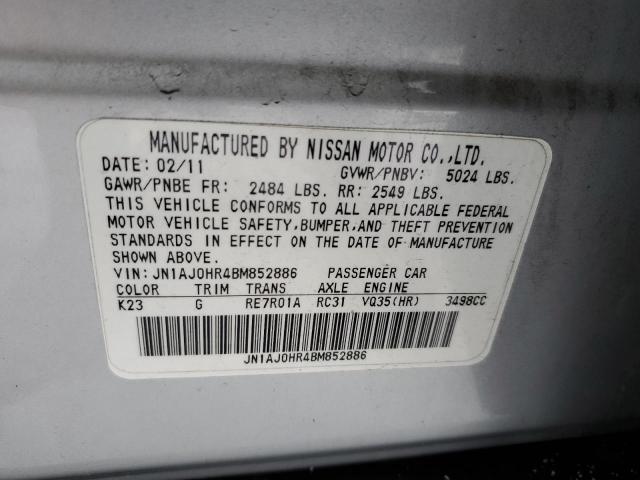 MANUFACTURED BY NISSAN MOTOR CO.,LTD.
DATE: 02/11 GVWR/PNBV: 5024 LBS.
GAWR/PNBE FR: 2484 LBS. RR: 2549 LBS.
THIS VEHICLE CONFORMS TO ALL APPLICABLE FEDERAL
MOTOR VEHICLE SAFETY,BUMPER,AND THEFT PREVENTION
STANDARDS IN EFFECT ON THE DATE OF MANUFACTURE
SHOWN ABOVE.
VIN: JN1AJ0HR4BM852886 PASSENGER CAR
COLOR TRIM TRANS AXLE ENGINE
K23 G RE7R01A RC31 VQ35(HR) 3498CC
JN1AJ0HR4BM852886